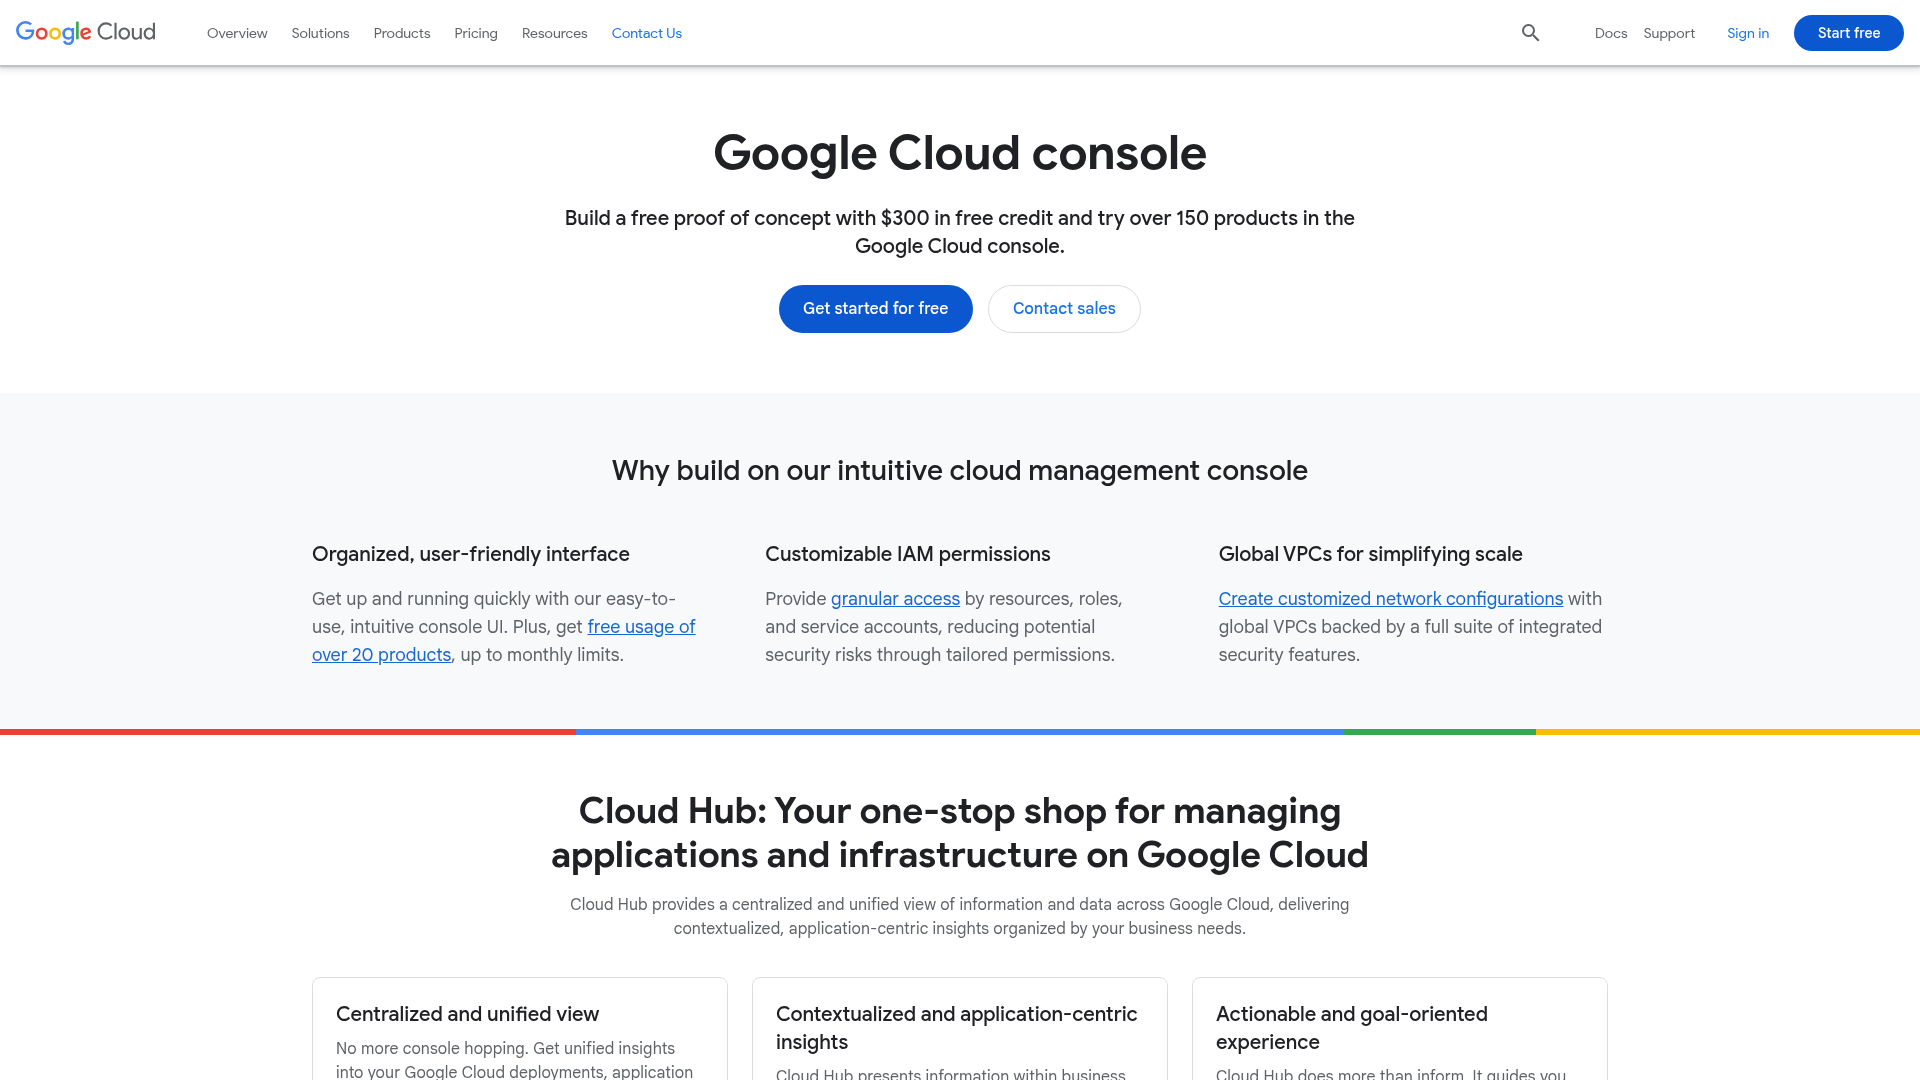 Google Cloud
Overview
Solutions
Products
Pricing
Resources
Contact Us
Docs
Support
Sign in
Start free
Google Cloud console
Build a free proof of concept with $300 in free credit and try over 150 products in the
Google Cloud console.
Get started for free
Contact sales
Why build on our intuitive cloud management console
Organized, user-friendly interface
Get up and running quickly with our easy-to-
use, intuitive console UI. Plus, get free usage of
over 20 products, up to monthly limits.
Customizable IAM permissions
Provide granular access by resources, roles,
and service accounts, reducing potential
security risks through tailored permissions.
Global VPCs for simplifying scale
Create customized network configurations with
global VPCs backed by a full suite of integrated
security features.
Cloud Hub: Your one-stop shop for managing
applications and infrastructure on Google Cloud
Cloud Hub provides a centralized and unified view of information and data across Google Cloud, delivering
contextualized, application-centric insights organized by your business needs.
Centralized and unified view
No more console hopping. Get unified insights
into your Google Cloud deployments, application
Contextualized and application-centric
insights
Cloud Hub presents information within business
Actionable and goal-oriented
experience
Cloud Hub does more than inform. It guides you